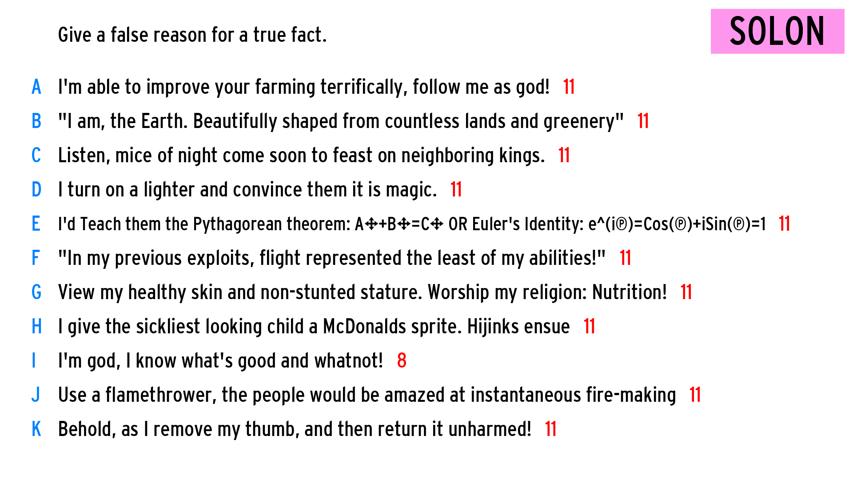 Give a false reason for a true fact.
SOLON
A I'm able to improve your farming terrifically, follow me as god! 11
B "I am, the Earth. Beautifully shaped from countless lands and greenery" 11
C Listen, mice of night come soon to feast on neighboring kings. 11
D I turn on a lighter and convince them it is magic. 11
E I'd Teach them the Pythagorean theorem: A✢+B✢=C✢ OR Euler's Identity: e^(i℗)=Cos(℗)+iSin(℗)=1 11
F "In my previous exploits, flight represented the least of my abilities!" 11
G View my healthy skin and non-stunted stature. Worship my religion: Nutrition! 11
H I give the sickliest looking child a McDonalds sprite. Hijinks ensue 11
I I'm god, I know what's good and whatnot! 8
J Use a flamethrower, the people would be amazed at instantaneous fire-making 11
K Behold, as I remove my thumb, and then return it unharmed! 11